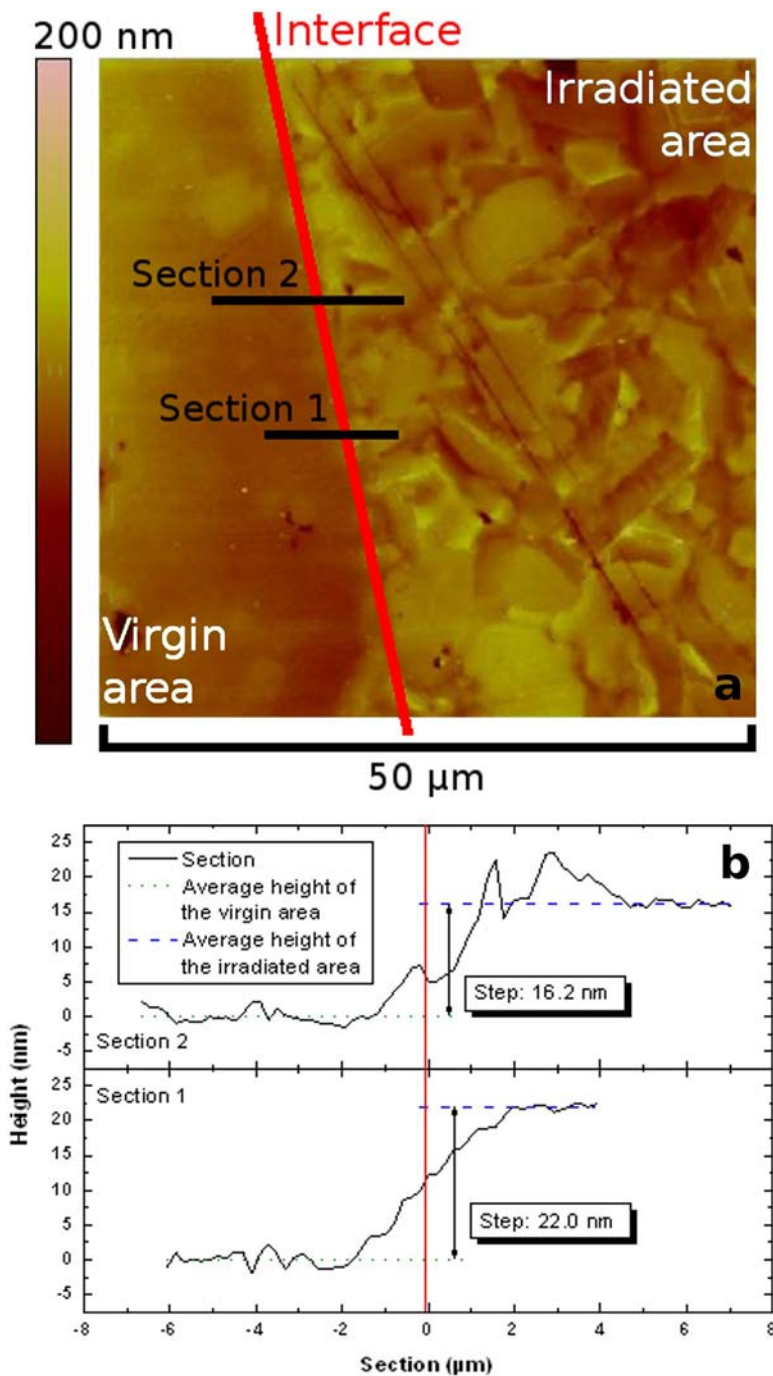 200 nm
Interface
Irradiated
area
Section 2
Section 1
Virgin
area
a
50 µm
b
Section
Average height of
the virgin area
Average height of
the irradiated area
25
20
15
10
5
0
-5
Step: 16.2 nm
Section 2
Height (nm)
Section 1
25
20
15
10
5
0
-5
Step: 22.0 nm
-8 -6 -4 -2 0 2 4 6 8
Section (µm)